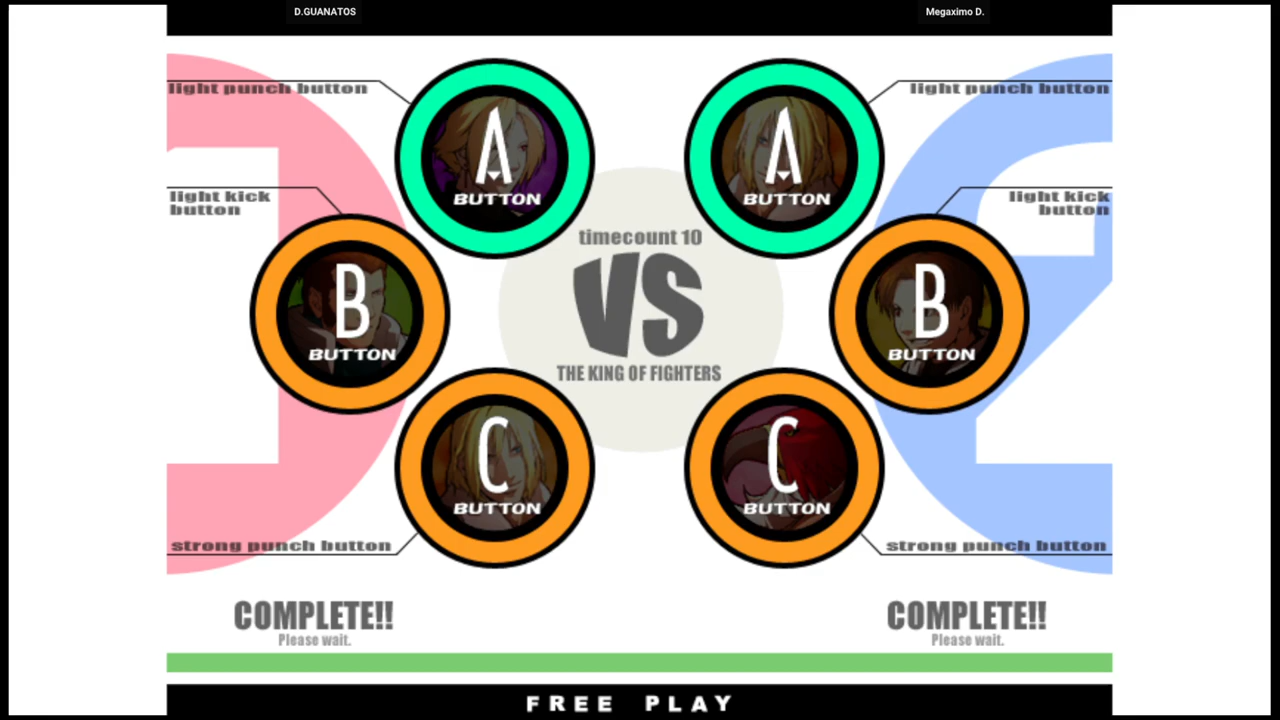 D.GUANATOS
Megaximo D.
light punch button
light punch button
A
BUTTON
A
BUTTON
light kick
button
light kick
button
timecount 10
VS
THE KING OF FIGHTERS
B
BUTTON
B
BUTTON
C
BUTTON
C
BUTTON
strong punch button
strong punch button
COMPLETE!!
Please wait.
COMPLETE!!
Please wait.
FREE PLAY
1
2